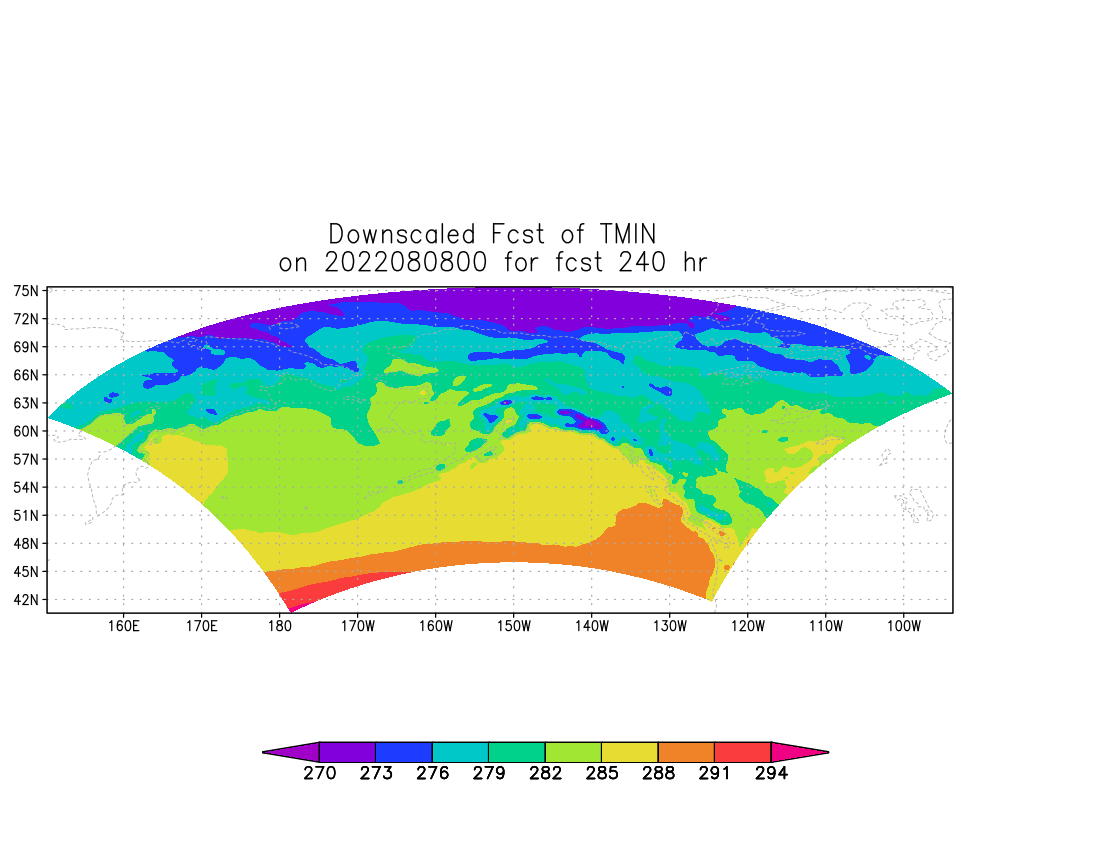 Downscaled Fcst of TMIN
on 2022080800 for fcst 240 hr
75N
72N
69N
66N
63N
60N
57N
54N
51N
48N
45N
42N
160E 170E 180 170W 160W 150W 140W 130W 120W 110W 100W
270 273 276 279 282 285 288 291 294